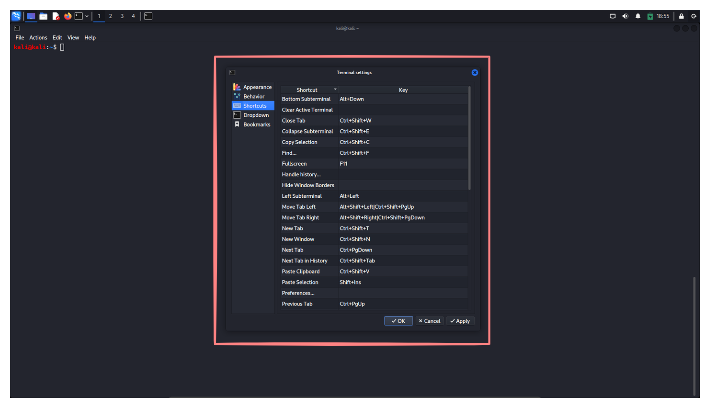 1 2 3 4
18:55
File Actions Edit View Help
kali@kali:~$
Terminal settings
Appearance
Behavior
Shortcuts
Dropdown
Bookmarks
Shortcut Key
Bottom Subterminal Alt+Down
Clear Active Terminal
Close Tab Ctrl+Shift+W
Collapse Subterminal Ctrl+Shift+E
Copy Selection Ctrl+Shift+C
Find... Ctrl+Shift+F
Fullscreen F11
Handle history...
Hide Window Borders
Left Subterminal Alt+Left
Move Tab Left Alt+Shift+Left|Ctrl+Shift+PgUp
Move Tab Right Alt+Shift+Right|Ctrl+Shift+PgDown
New Tab Ctrl+Shift+T
New Window Ctrl+Shift+N
Next Tab Ctrl+PgDown
Next Tab in History Ctrl+Shift+Tab
Paste Clipboard Ctrl+Shift+V
Paste Selection Shift+Ins
Preferences...
Previous Tab Ctrl+PgUp
OK Cancel Apply